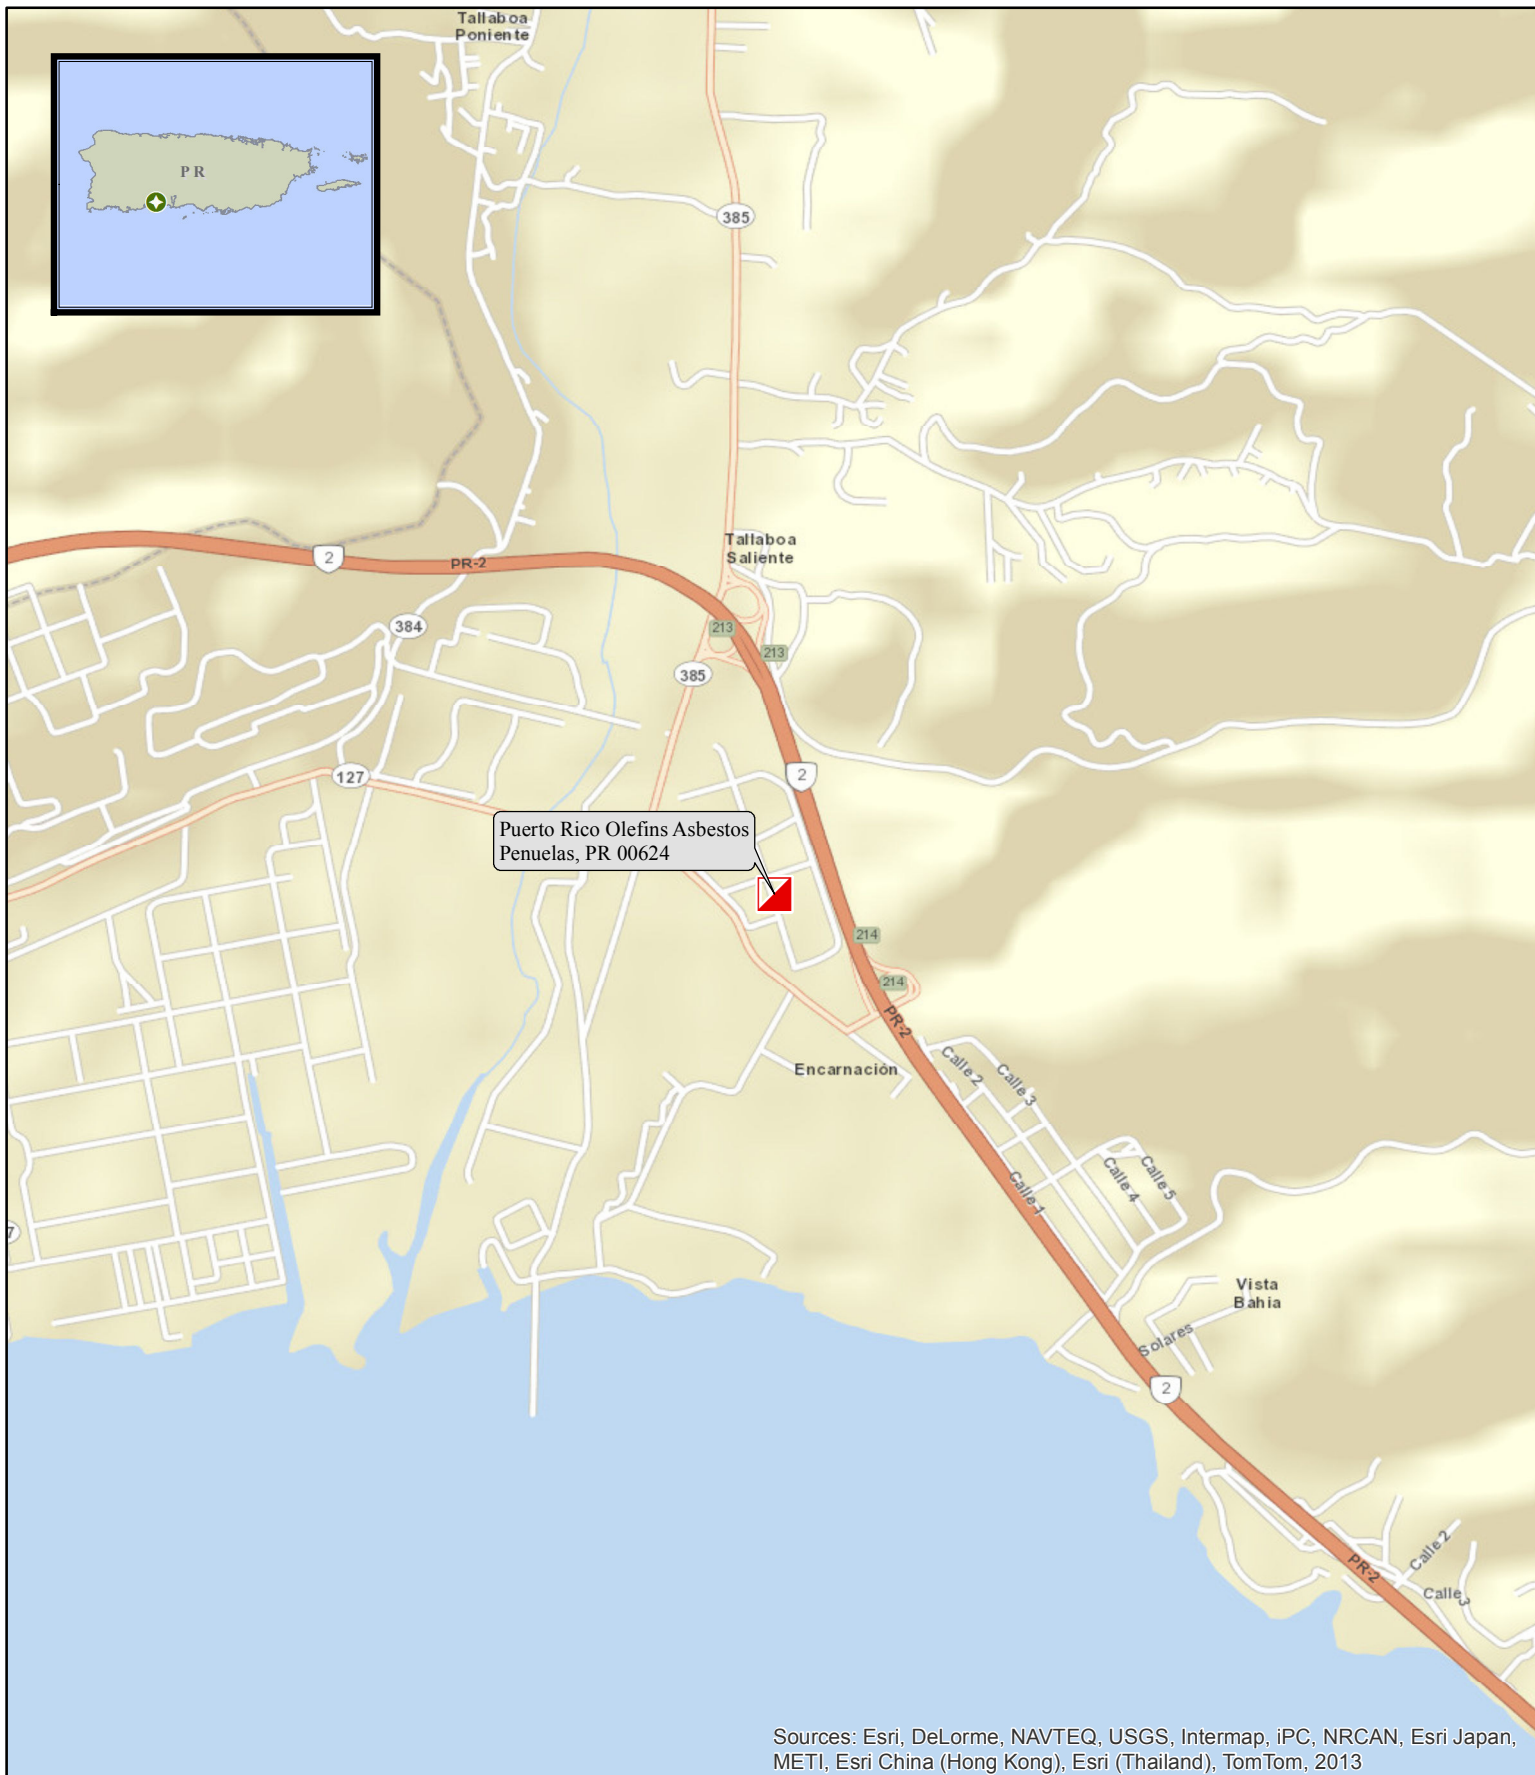 Tallaboa
Poniente
P R
385
Tallaboa
Saliente
2
PR-2
384
213
213
385
127
2
Puerto Rico Olefins Asbestos
Penuelas, PR 00624
214
214
PR-2
Encarnación
Calle 2
Calle 3
Calle 1
Calle 4
Calle 5
7
Vista
Bahia
Solares
2
PR-2
Calle 2
Calle 3
Sources: Esri, DeLorme, NAVTEQ, USGS, Intermap, iPC, NRCAN, Esri Japan,
METI, Esri China (Hong Kong), Esri (Thailand), TomTom, 2013